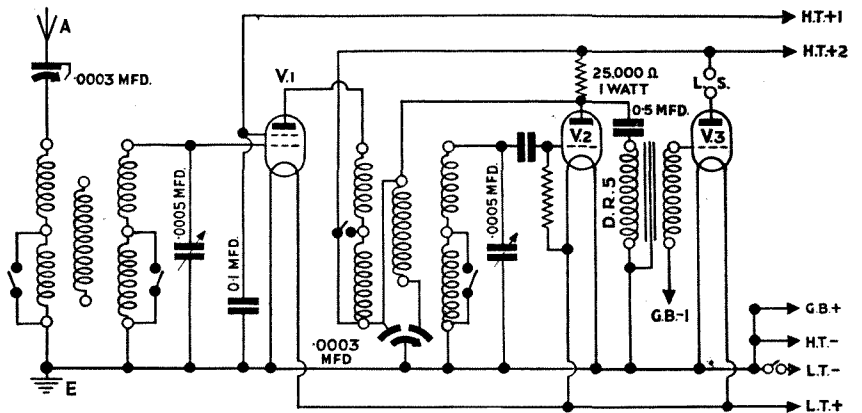 A
H.T.+1
.0003 MFD.
V.1
H.T.+2
25,000 Ω
1 WATT
L.S.
0·5 MFD.
V.2
V.3
.0005 MFD.
0·1 MFD.
.0005 MFD.
D.R.5
G.B.-1
G.B.+
.0003
MFD
H.T.-
L.T.-
E
L.T.+